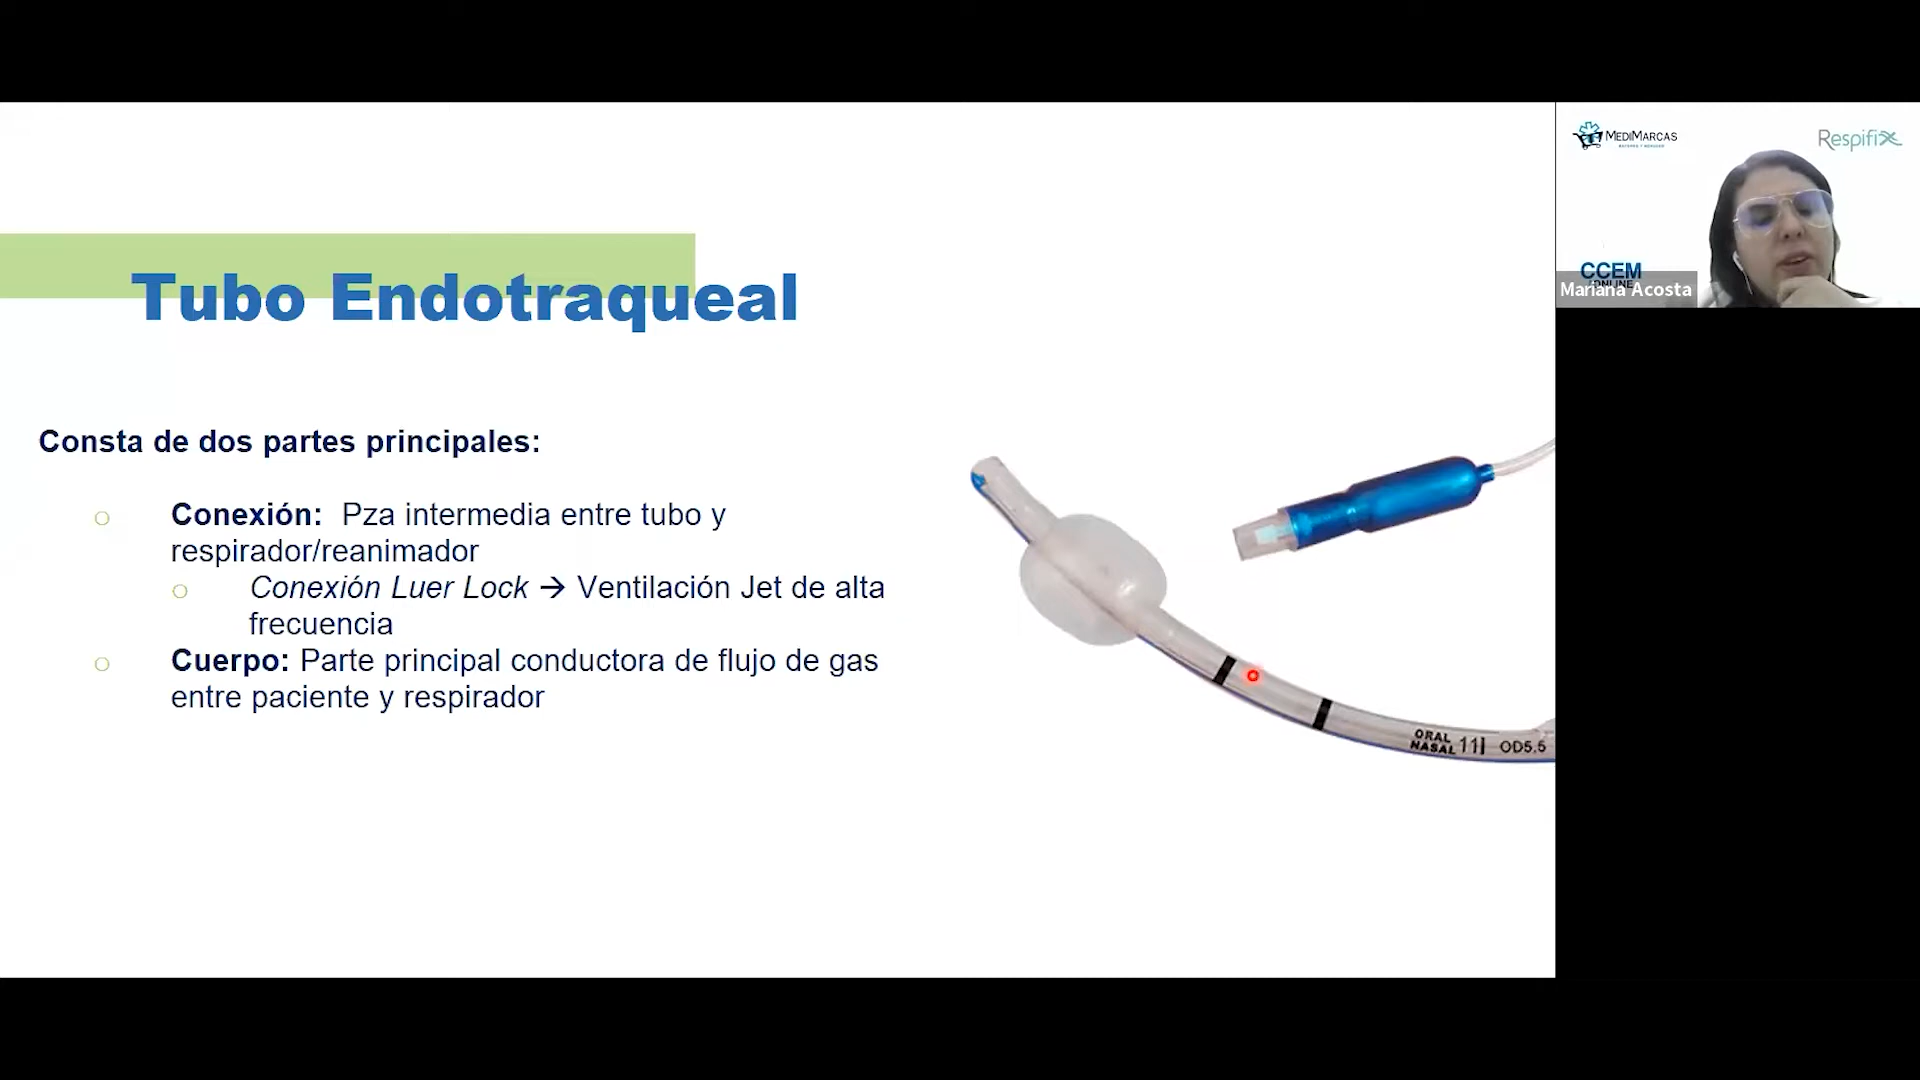 Tubo Endotraqueal
Consta de dos partes principales:
Conexión: Pza intermedia entre tubo y
respirador/reanimador
Conexión Luer Lock → Ventilación Jet de alta
frecuencia
Cuerpo: Parte principal conductora de flujo de gas
entre paciente y respirador
ORAL
NASAL 11 OD5.5
MEDIMARCAS
Respifix
CCEM
ONLINE
Mariana Acosta